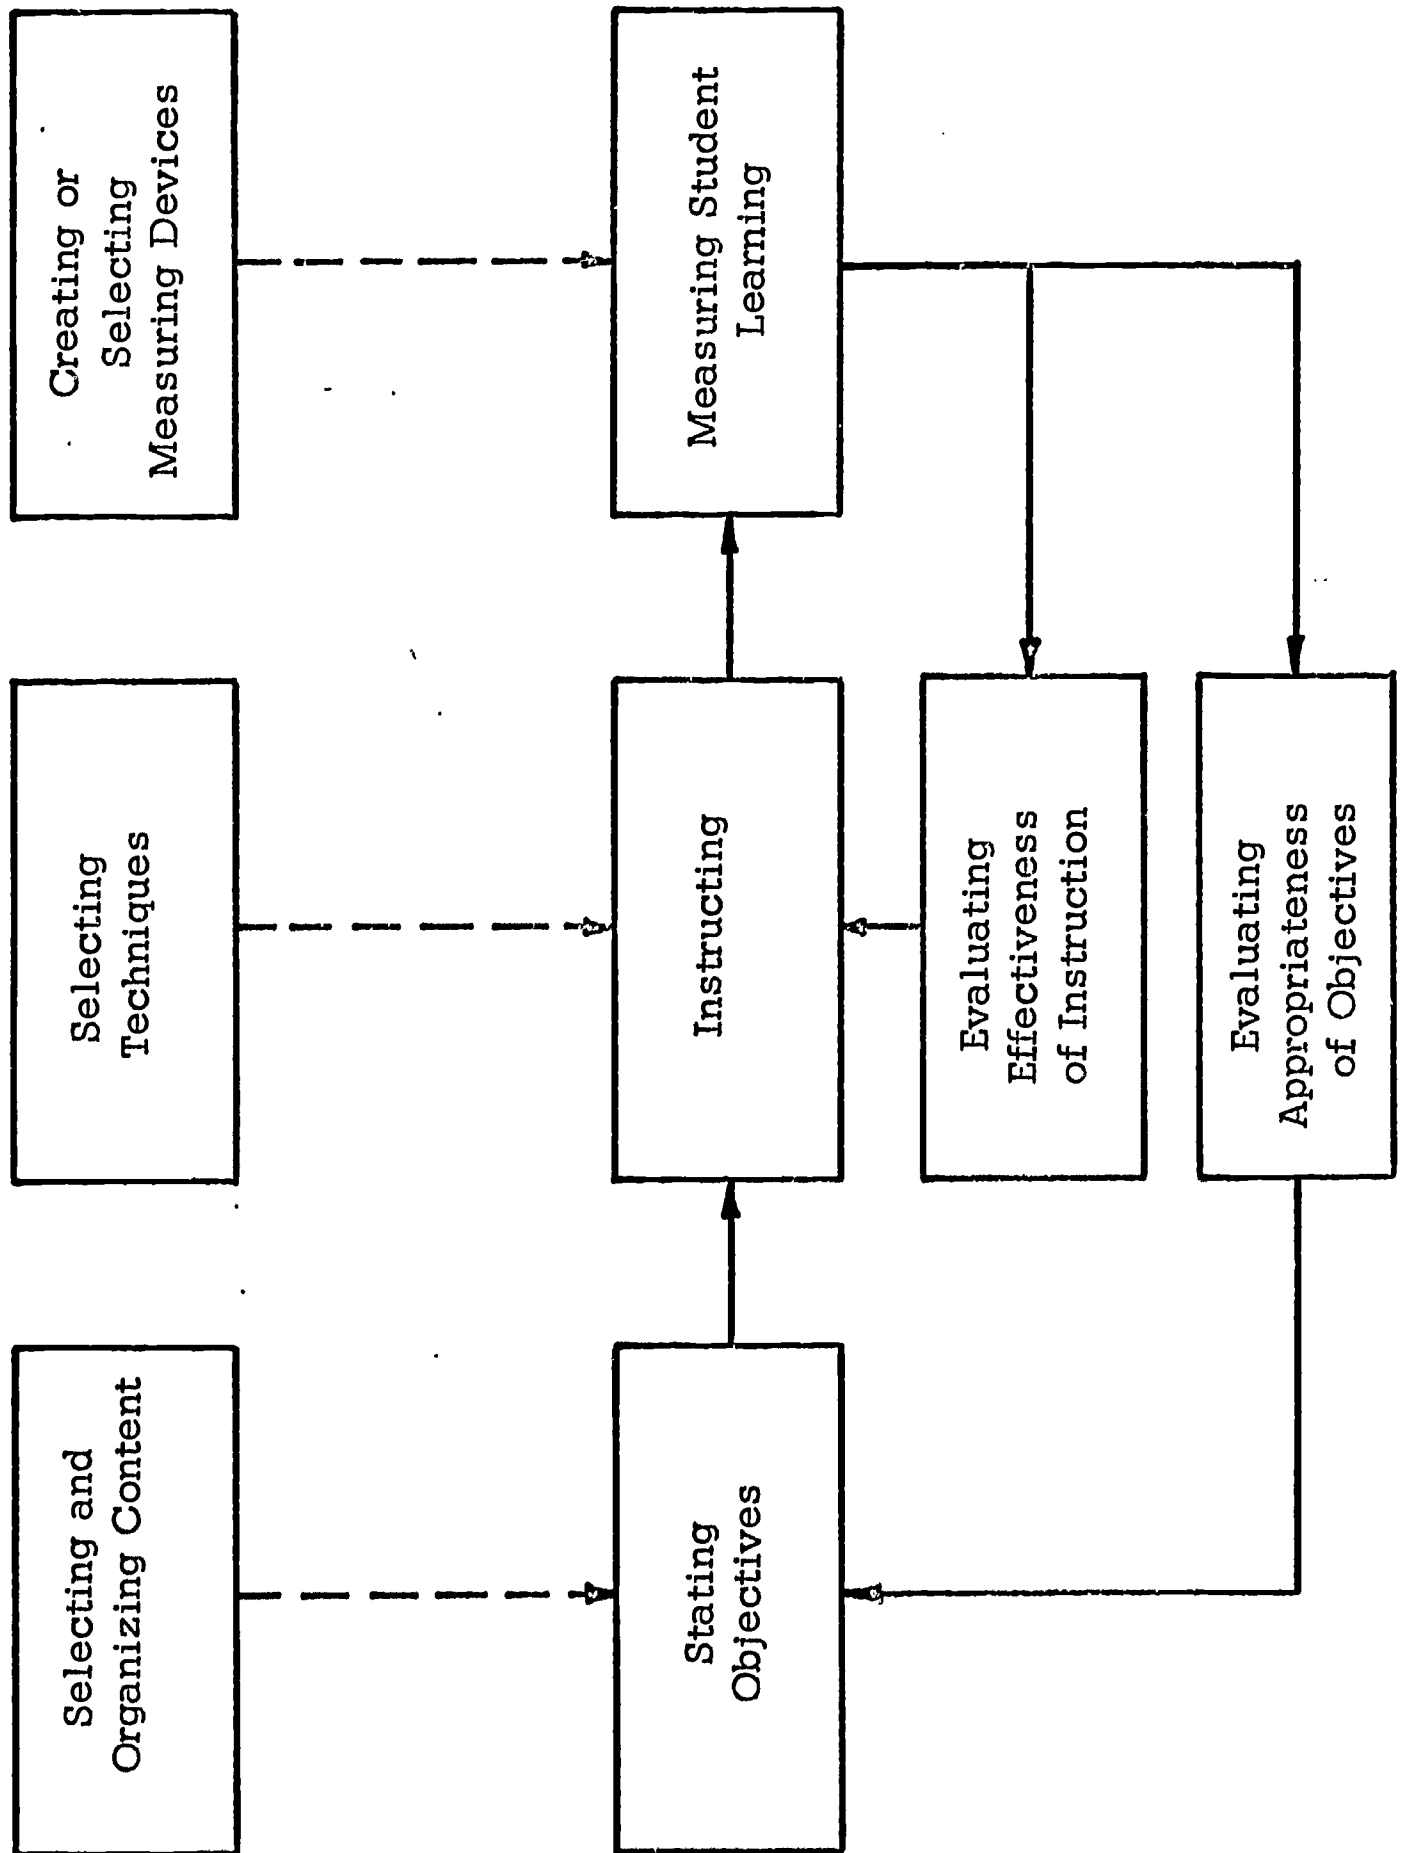 Selecting and
Organizing Content
Selecting
Techniques
Creating or
Selecting
Measuring Devices
Stating
Objectives
Instructing
Measuring Student
Learning
Evaluating
Effectiveness
of Instruction
Evaluating
Appropriateness
of Objectives